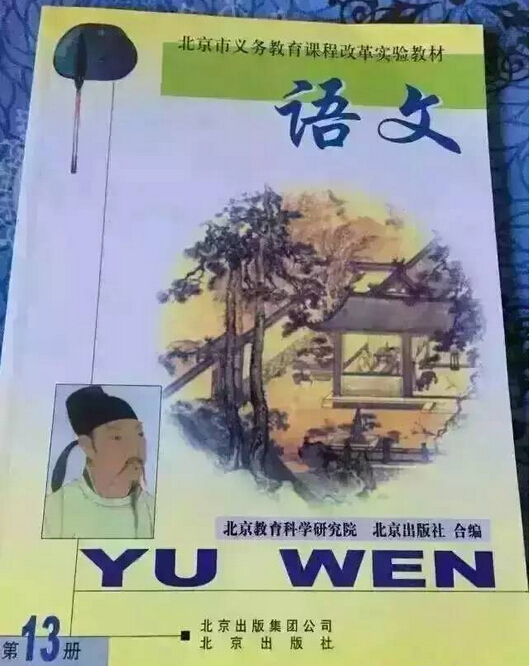 北京市义务教育课程改革实验教材
语文
北京教育科学研究院 北京出版社 合编
YU WEN
第13册
北京出版集团公司
北京出版社